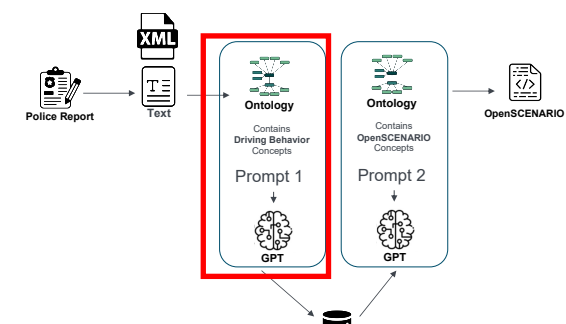 XML
Police Report
T
Text
Ontology
Contains
Driving Behavior
Concepts
Prompt 1
GPT
Ontology
Contains
OpenSCENARIO
Concepts
Prompt 2
GPT
</>
OpenSCENARIO